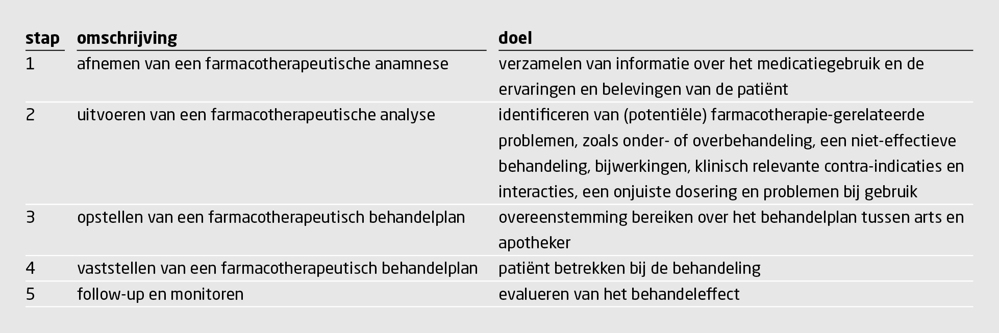 stap omschrijving doel
1 afnemen van een farmacotherapeutische anamnese verzamelen van informatie over het medicatiegebruik en de
ervaringen en belevingen van de patiënt
2 uitvoeren van een farmacotherapeutische analyse identificeren van (potentiële) farmacotherapie-gerelateerde
problemen, zoals onder- of overbehandeling, een niet-effectieve
behandeling, bijwerkingen, klinisch relevante contra-indicaties en
interacties, een onjuiste dosering en problemen bij gebruik
3 opstellen van een farmacotherapeutisch behandelplan overeenstemming bereiken over het behandelplan tussen arts en
apotheker
4 vaststellen van een farmacotherapeutisch behandelplan patiënt betrekken bij de behandeling
5 follow-up en monitoren evalueren van het behandeleffect